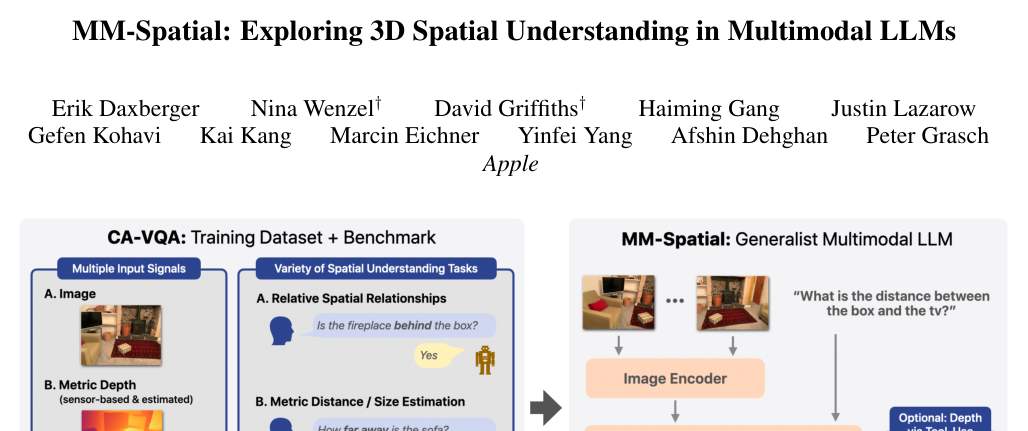 MM-Spatial: Exploring 3D Spatial Understanding in Multimodal LLMs
Erik Daxberger Nina Wenzel† David Griffiths† Haiming Gang Justin Lazarow
Gefen Kohavi Kai Kang Marcin Eichner Yinfei Yang Afshin Dehghan Peter Grasch
Apple
CA-VQA: Training Dataset + Benchmark
Multiple Input Signals
A. Image
B. Metric Depth
(sensor-based & estimated)
Variety of Spatial Understanding Tasks
A. Relative Spatial Relationships
Is the fireplace behind the box?
Yes
B. Metric Distance / Size Estimation
How far away is the sofa?
MM-Spatial: Generalist Multimodal LLM
"What is the distance between
the box and the tv?"
Image Encoder
Optional: Depth
via Tool-Use